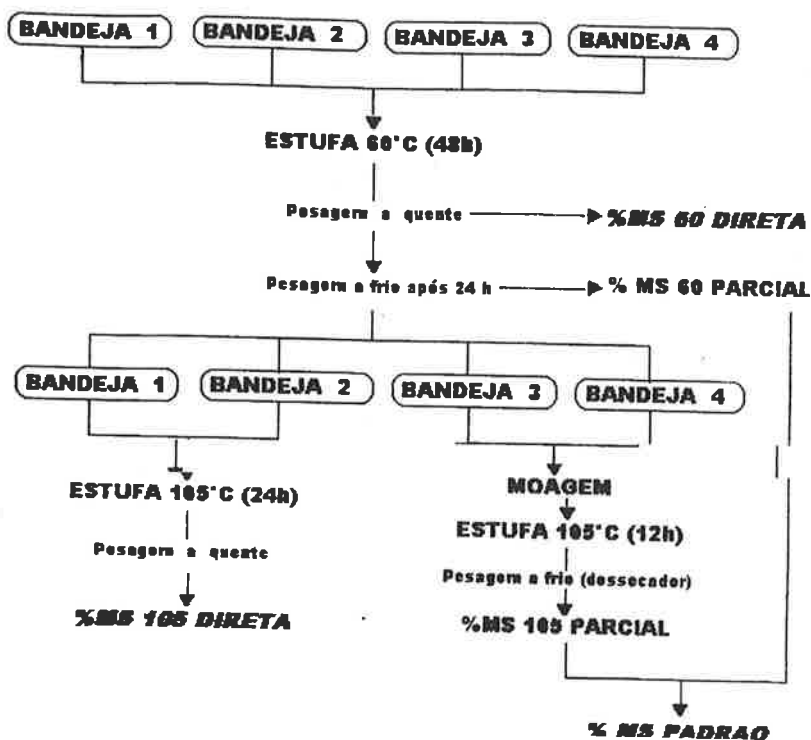 BANDEJA 1 BANDEJA 2 BANDEJA 3 BANDEJA 4
ESTUFA 60°C (48h)
Pesagem a quente %MS 60 DIRETA
Pesagem a frio após 24 h % MS 60 PARCIAL
BANDEJA 1 BANDEJA 2 BANDEJA 3 BANDEJA 4
ESTUFA 105°C (24h)
Pesagem a quente
%MS 105 DIRETA
MOAGEM
ESTUFA 105°C (12h)
Pesagem a frio (dessecador)
%MS 105 PARCIAL
% MS PADRAO